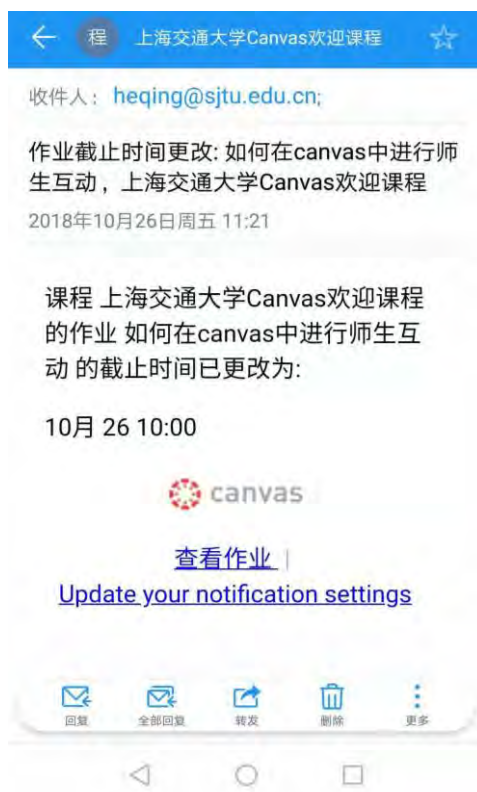 程 上海交通大学Canvas欢迎课程
收件人: heqing@sjtu.edu.cn;
作业截止时间更改: 如何在canvas中进行师
生互动，上海交通大学Canvas欢迎课程
2018年10月26日周五 11:21
课程 上海交通大学Canvas欢迎课程
的作业 如何在canvas中进行师生互
动 的截止时间已更改为:
10月 26 10:00
canvas
查看作业 |
Update your notification settings
回复 全部回复 转发 删除 更多